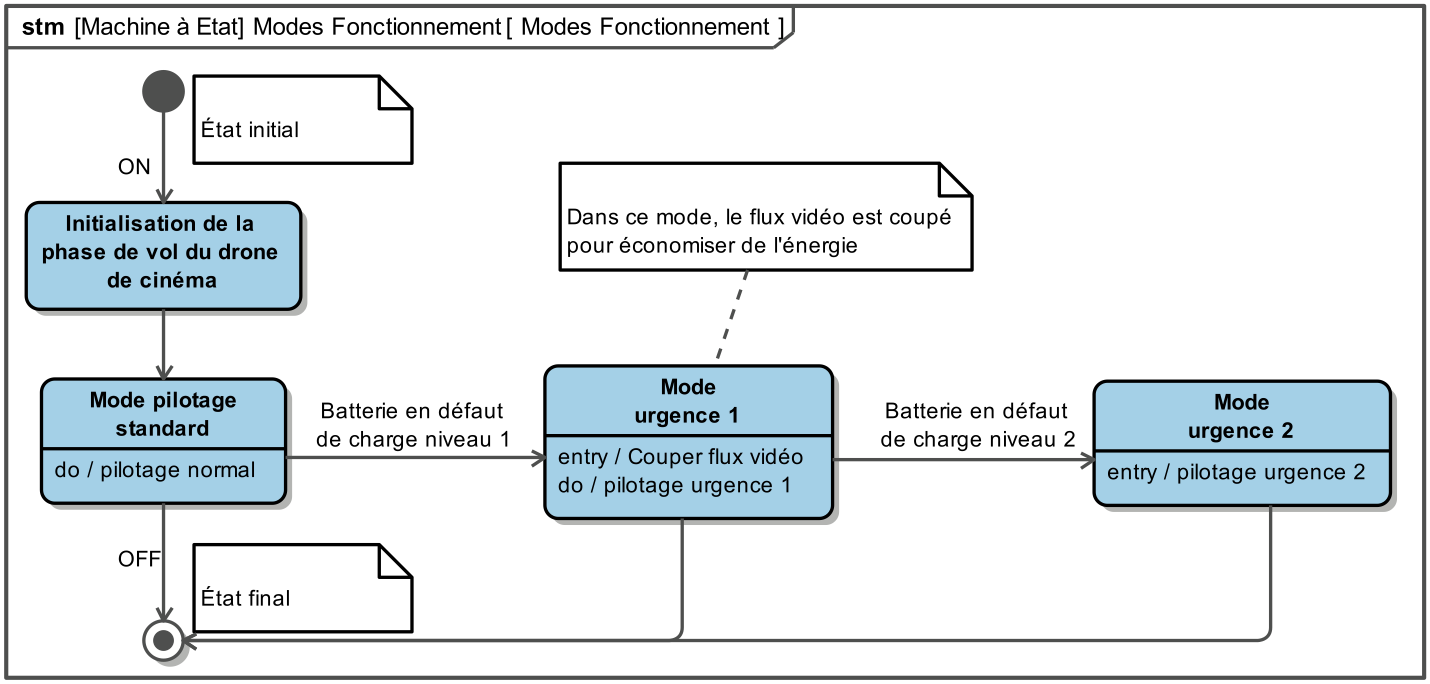 stm [Machine à Etat] Modes Fonctionnement [ Modes Fonctionnement ]
État initial
ON
Initialisation de la
phase de vol du drone
de cinéma
Dans ce mode, le flux vidéo est coupé
pour économiser de l'énergie
Mode pilotage
standard
do / pilotage normal
Batterie en défaut
de charge niveau 1
Mode
urgence 1
entry / Couper flux vidéo
do / pilotage urgence 1
Batterie en défaut
de charge niveau 2
Mode
urgence 2
entry / pilotage urgence 2
OFF
État final